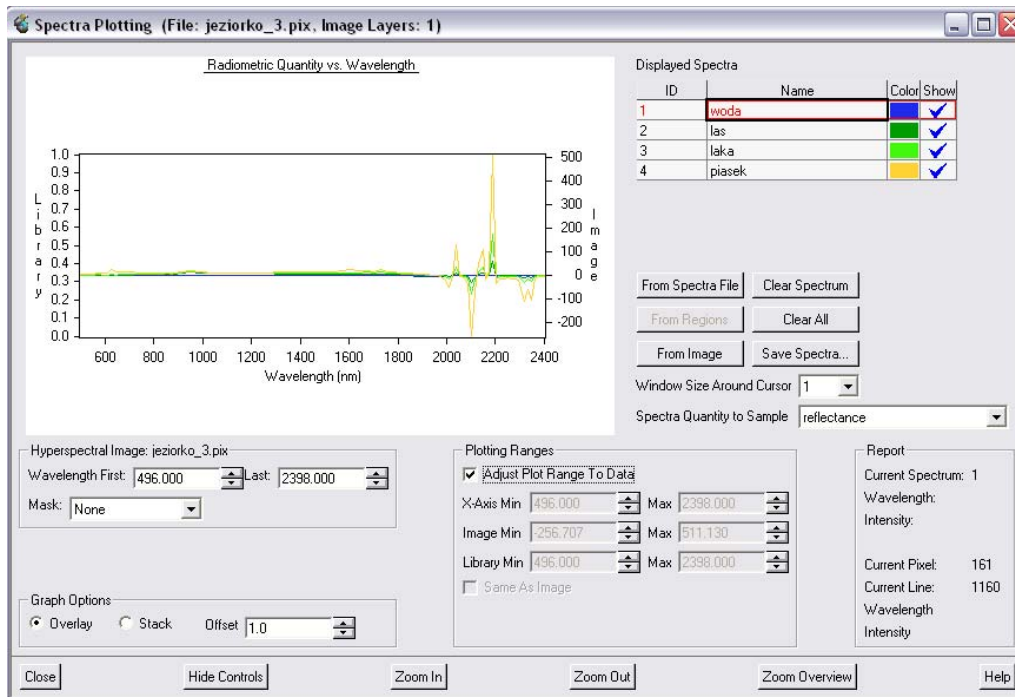 Spectra Plotting (File: jeziorko_3.pix, Image Layers: 1)
Radiometric Quantity vs. Wavelength
1.0
0.9
0.8
0.7
0.6
0.5
0.4
0.3
0.2
0.1
0.0
Library
500
400
300
200
100
0
-100
-200
Image
600 800 1000 1200 1400 1600 1800 2000 2200 2400
Wavelength (nm)
Displayed Spectra
ID Name Color Show
1 woda
2 las
3 laka
4 piasek
From Spectra File Clear Spectrum
From Regions Clear All
From Image Save Spectra...
Window Size Around Cursor 1
Spectra Quantity to Sample reflectance
Hyperspectral Image: jeziorko_3.pix
Wavelength First: 496.000 Last: 2398.000
Mask: None
Graph Options
Overlay Stack Offset 1.0
Plotting Ranges
Adjust Plot Range To Data
X-Axis Min 496.000 Max 2398.000
Image Min -256.707 Max 511.130
Library Min 496.000 Max 2398.000
Same As Image
Report
Current Spectrum: 1
Wavelength:
Intensity:
Current Pixel: 161
Current Line: 1160
Wavelength
Intensity
Close Hide Controls Zoom In Zoom Out Zoom Overview Help